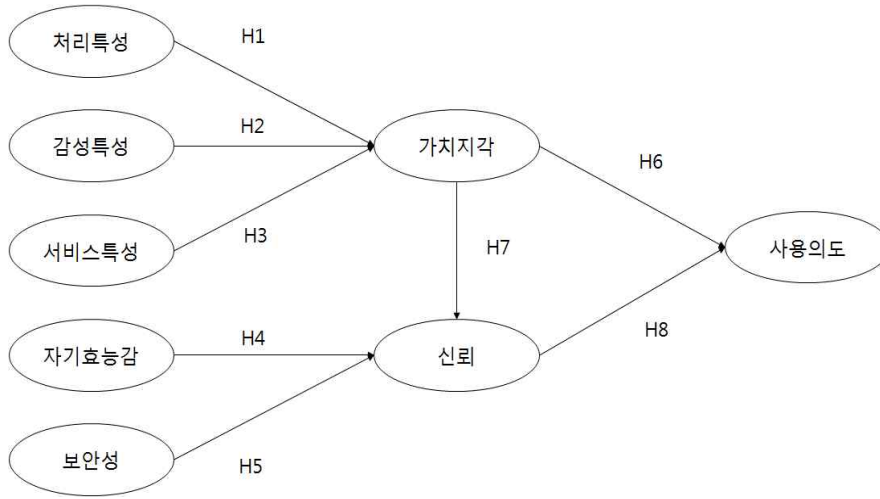 처리특성
H1
감성특성
H2
가치지각
H6
서비스특성
H3
H7
사용의도
자기효능감
H4
신뢰
H8
보안성
H5